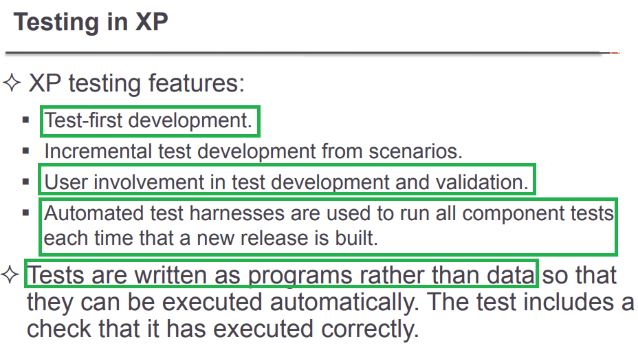 Testing in XP
✧ XP testing features:
▪ Test-first development.
▪ Incremental test development from scenarios.
▪ User involvement in test development and validation.
▪ Automated test harnesses are used to run all component tests
each time that a new release is built.
✧ Tests are written as programs rather than data so that
they can be executed automatically. The test includes a
check that it has executed correctly.